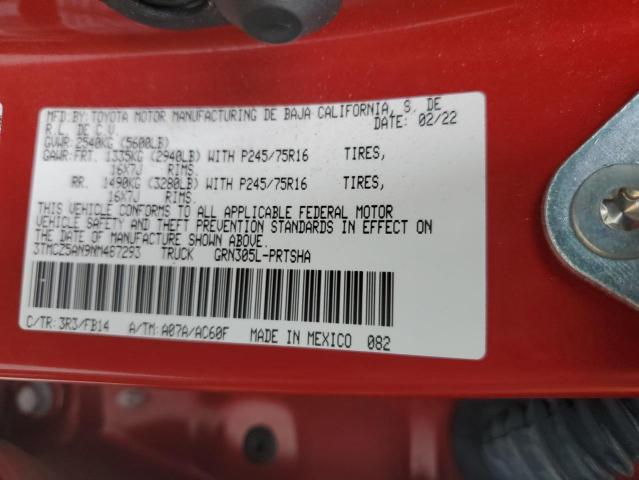 MFD.BY:TOYOTA MOTOR MANUFACTURING DE BAJA CALIFORNIA, S. DE
R.L. DE C.V. DATE: 02/22
GVWR: 2540KG (5600LB)
GAWR:FRT. 1335KG (2940LB) WITH P245/75R16 TIRES,
16X7J RIMS.
RR. 1490KG (3280LB) WITH P245/75R16 TIRES,
16X7J RIMS.
THIS VEHICLE CONFORMS TO ALL APPLICABLE FEDERAL MOTOR
VEHICLE SAFETY AND THEFT PREVENTION STANDARDS IN EFFECT ON THE
DATE OF MANUFACTURE SHOWN ABOVE.
3TMCZ5AN9NM487293 TRUCK GRN305L-PRTSHA
C/TR: 3R3/FB14 A/TM: A07A/AC60F MADE IN MEXICO 082